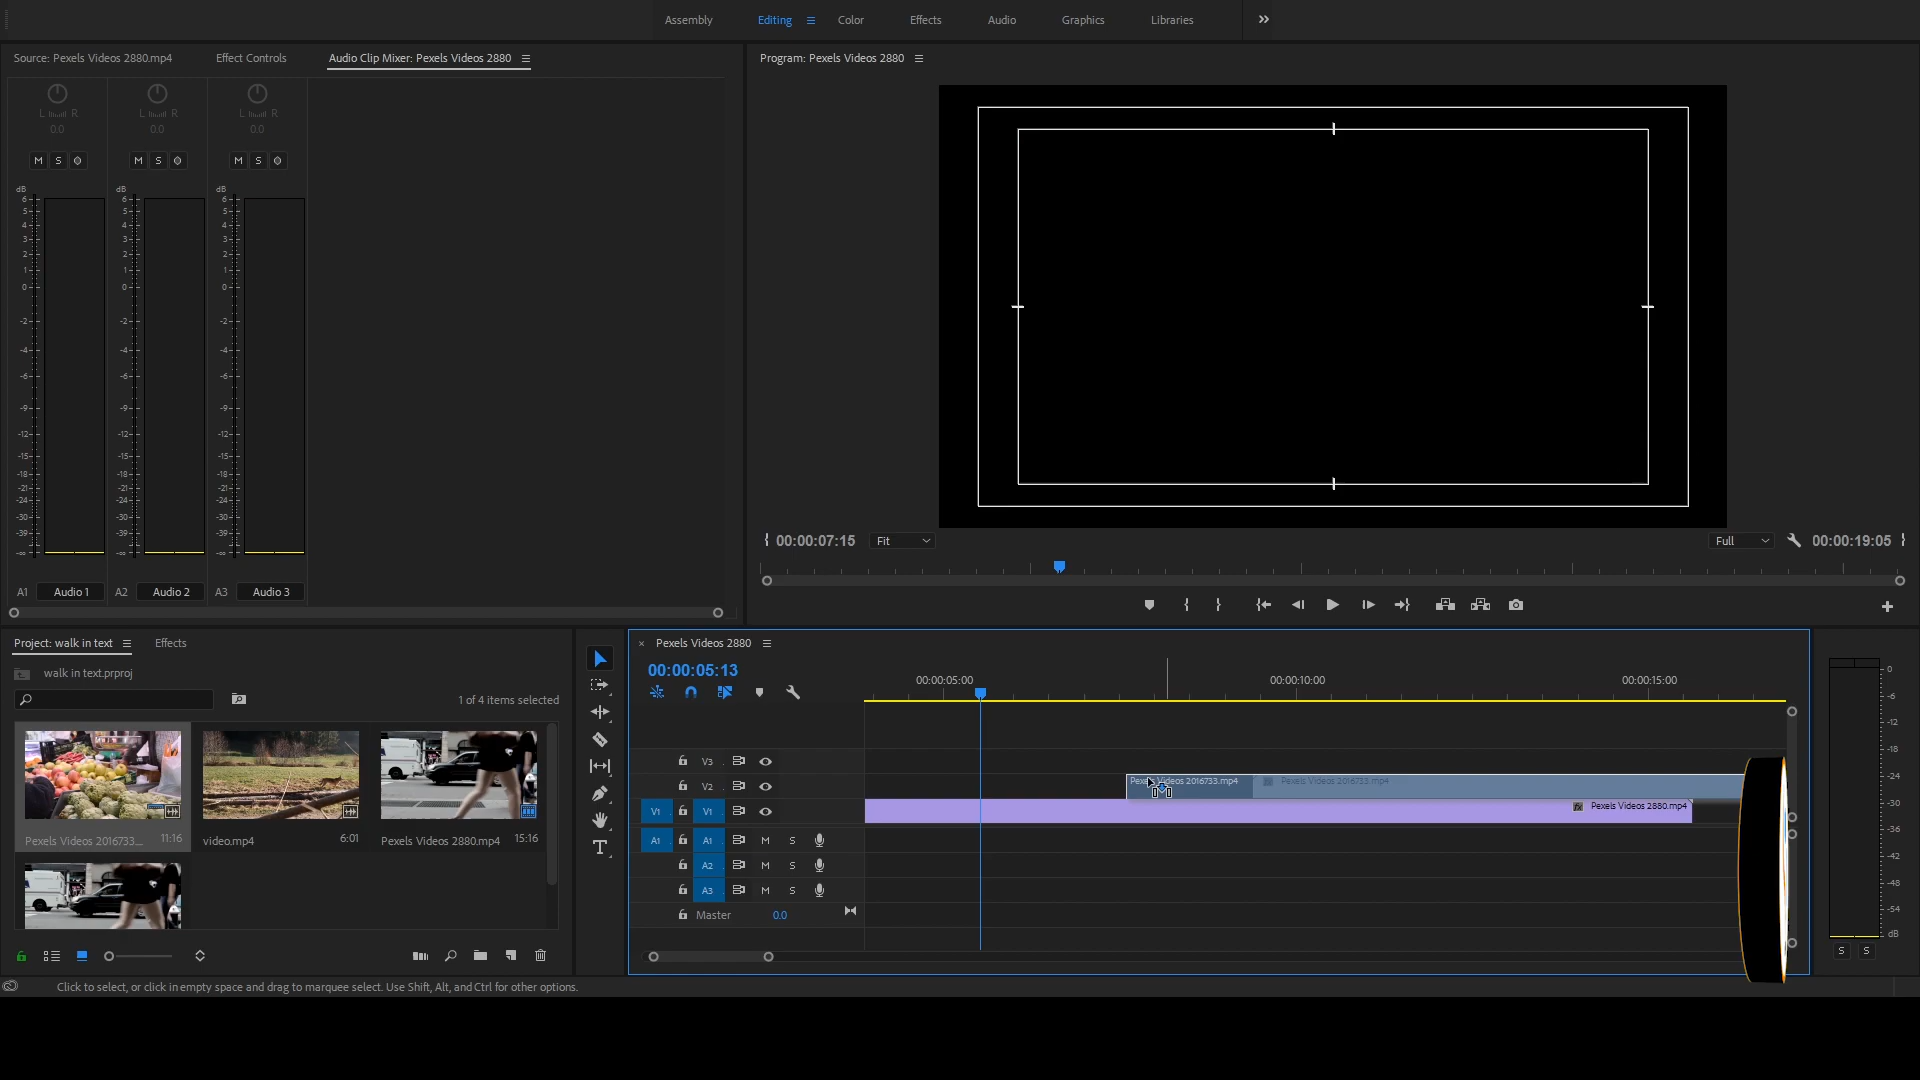 Assembly
Editing
Color
Effects
Audio
Graphics
Libraries
Source: Pexels Videos 2880.mp4
Effect Controls
Audio Clip Mixer: Pexels Videos 2880
Program: Pexels Videos 2880
L R
0.0
L R
0.0
L R
0.0
M S
M S
M S
dB
6
5
4
3
2
1
0
-2
-4
-6
-9
-12
-15
-18
-21
-24
-30
-39
-∞
dB
6
5
4
3
2
1
0
-2
-4
-6
-9
-12
-15
-18
-21
-24
-30
-39
-∞
dB
6
5
4
3
2
1
0
-2
-4
-6
-9
-12
-15
-18
-21
-24
-30
-39
-∞
A1 Audio 1
A2 Audio 2
A3 Audio 3
00:00:07:15
Fit
Full
00:00:19:05
Project: walk in text
Effects
walk in text.prproj
1 of 4 items selected
Pexels Videos 2016733... 11:16
video.mp4 6:01
Pexels Videos 2880.mp4 15:16
Pexels Videos 2880
00:00:05:13
00:00:05:00
00:00:10:00
00:00:15:00
V3
V2
Pexels Videos 2016733.mp4
Pexels Videos 2016733.mp4
V1 V1
Pexels Videos 2880.mp4
A1 A1 M S
A2 M S
A3 M S
Master 0.0
0
-6
-12
-18
-24
-30
-36
-42
-48
-54
dB
S S
Click to select, or click in empty space and drag to marquee select. Use Shift, Alt, and Ctrl for other options.